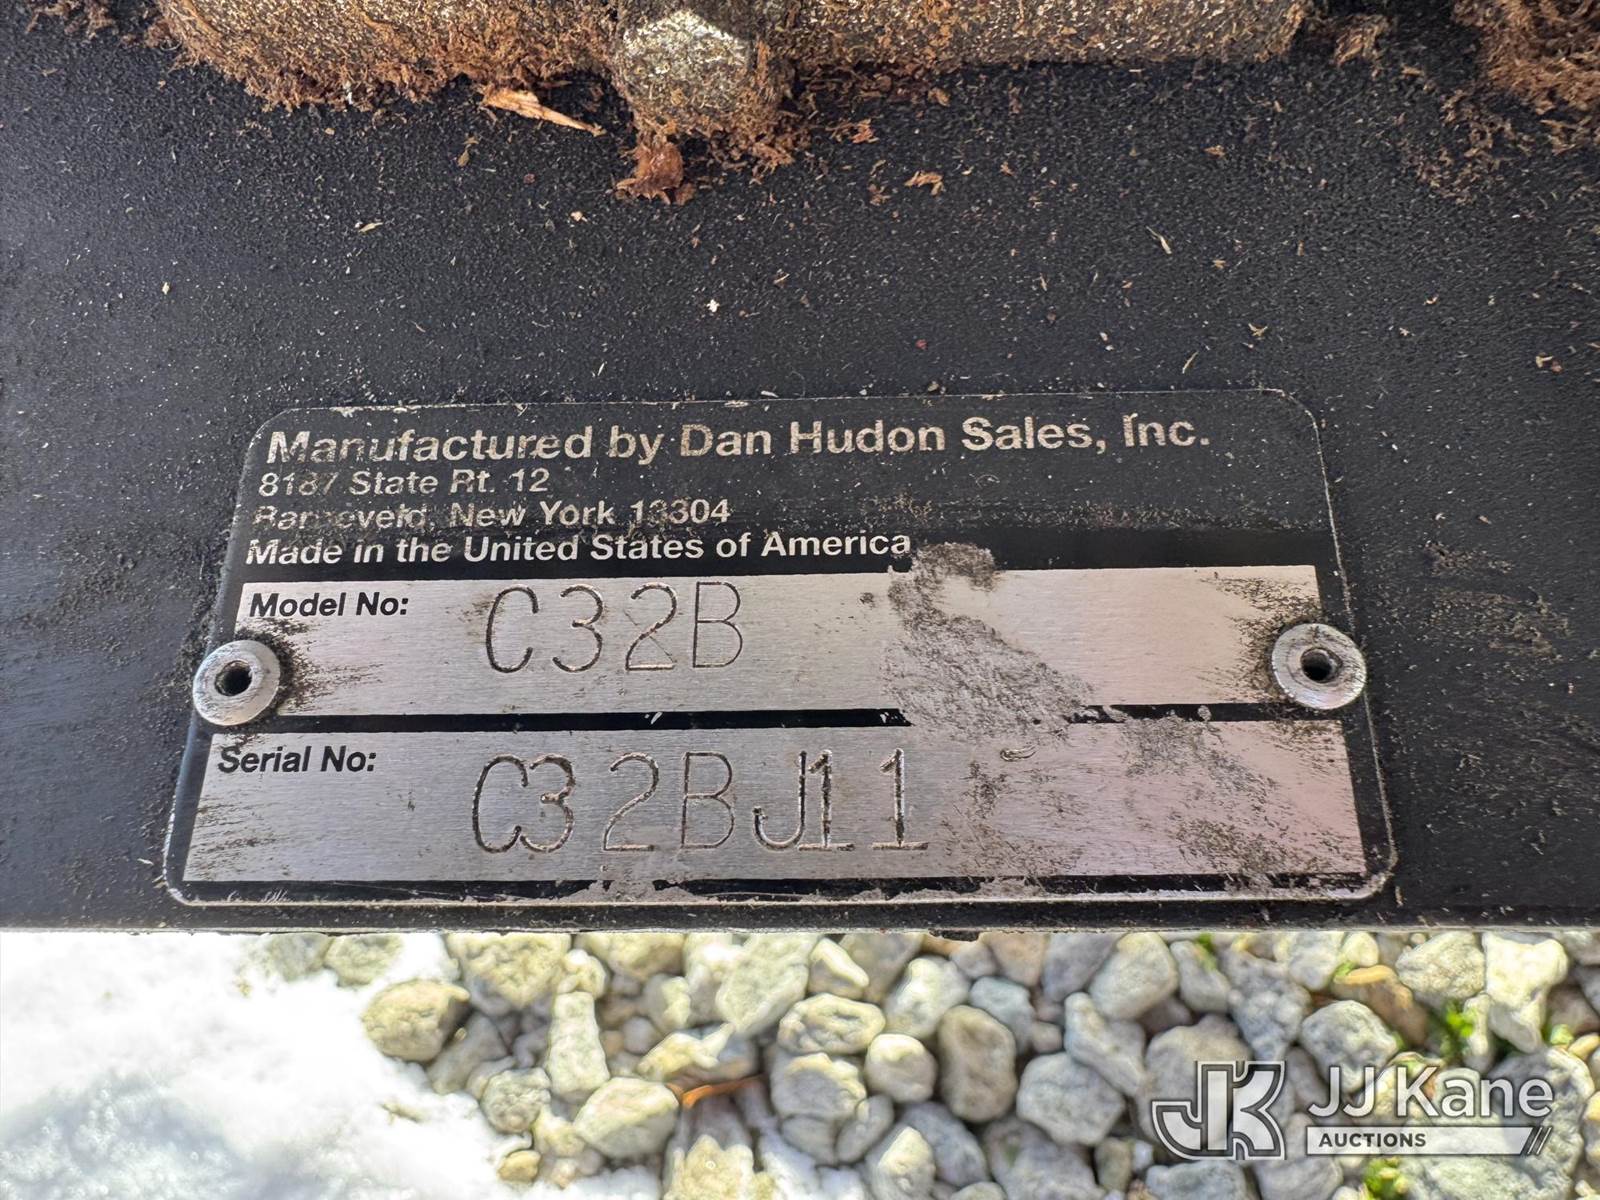 Manufactured by Dan Hudon Sales, Inc.
8187 State Rt. 12
Barneveld, New York 13304
Made in the United States of America
Model No: C32B
Serial No: C32BJ11
JJ Kane
AUCTIONS